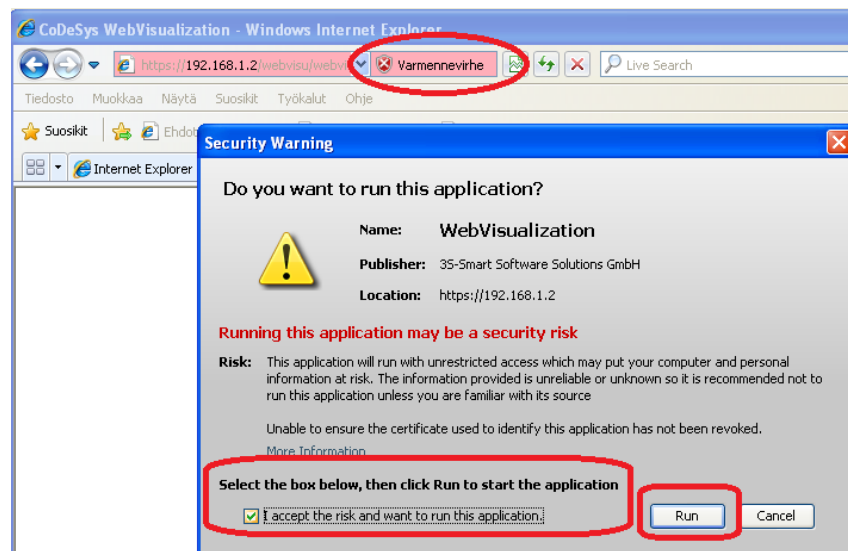 CoDeSys WebVisualization - Windows Internet Explorer
https://192.168.1.2/webvisu/webvi
Varmennevirhe
Live Search
Tiedosto Muokkaa Näytä Suosikit Työkalut Ohje
Suosikit
Internet Explorer
Security Warning
Do you want to run this application?
Name: WebVisualization
Publisher: 3S-Smart Software Solutions GmbH
Location: https://192.168.1.2
Running this application may be a security risk
Risk: This application will run with unrestricted access which may put your computer and personal
information at risk. The information provided is unreliable or unknown so it is recommended not to
run this application unless you are familiar with its source
Unable to ensure the certificate used to identify this application has not been revoked.
More Information
Select the box below, then click Run to start the application
I accept the risk and want to run this application.
Run
Cancel